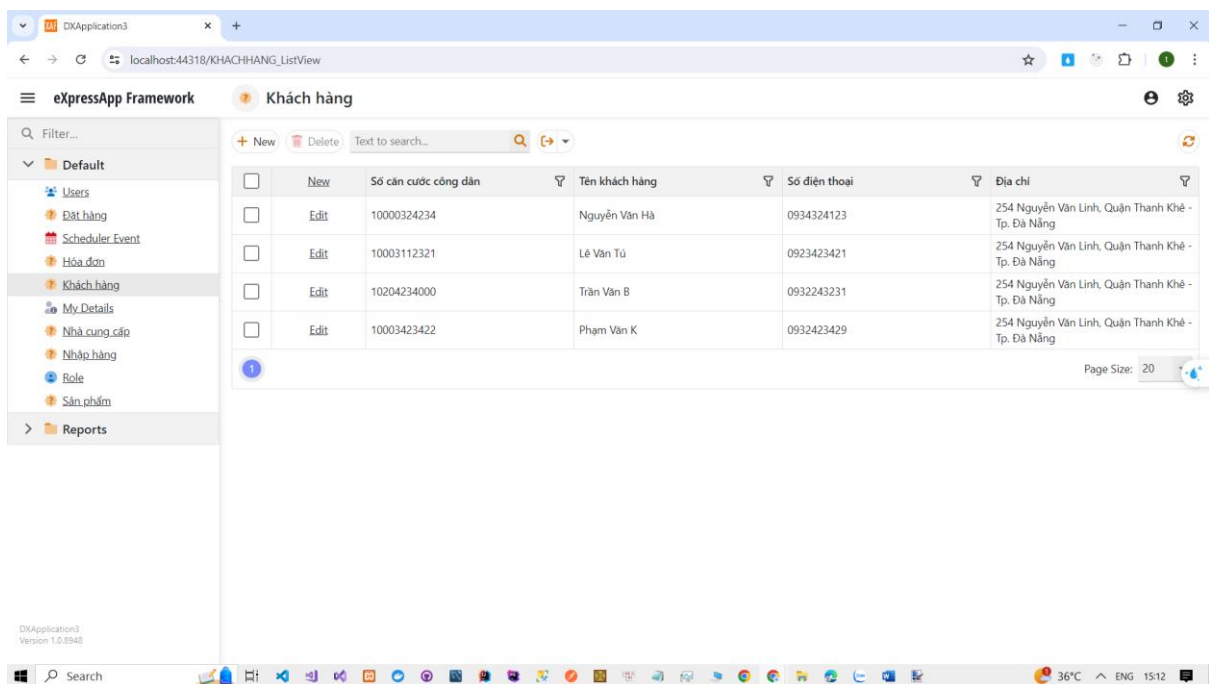 DXApplication3
localhost:44318/KHACHHANG_ListView
eXpressApp Framework
Khách hàng
Filter...
New
Delete
Text to search...
Default
Users
Đặt hàng
Scheduler Event
Hóa đơn
Khách hàng
My Details
Nhà cung cấp
Nhập hàng
Role
Sản phẩm
Reports
New Số căn cước công dân Tên khách hàng Số điện thoại Địa chỉ
Edit 10000324234 Nguyễn Văn Hà 0934324123 254 Nguyễn Văn Linh, Quận Thanh Khê -
Tp. Đà Nẵng
Edit 10003112321 Lê Văn Tú 0923423421 254 Nguyễn Văn Linh, Quận Thanh Khê -
Tp. Đà Nẵng
Edit 10204234000 Trần Văn B 0932243231 254 Nguyễn Văn Linh, Quận Thanh Khê -
Tp. Đà Nẵng
Edit 10003423422 Phạm Văn K 0932423429 254 Nguyễn Văn Linh, Quận Thanh Khê -
Tp. Đà Nẵng
1
Page Size: 20
DXApplication3
Version 1.0.8948
Search
36°C ENG 15:12